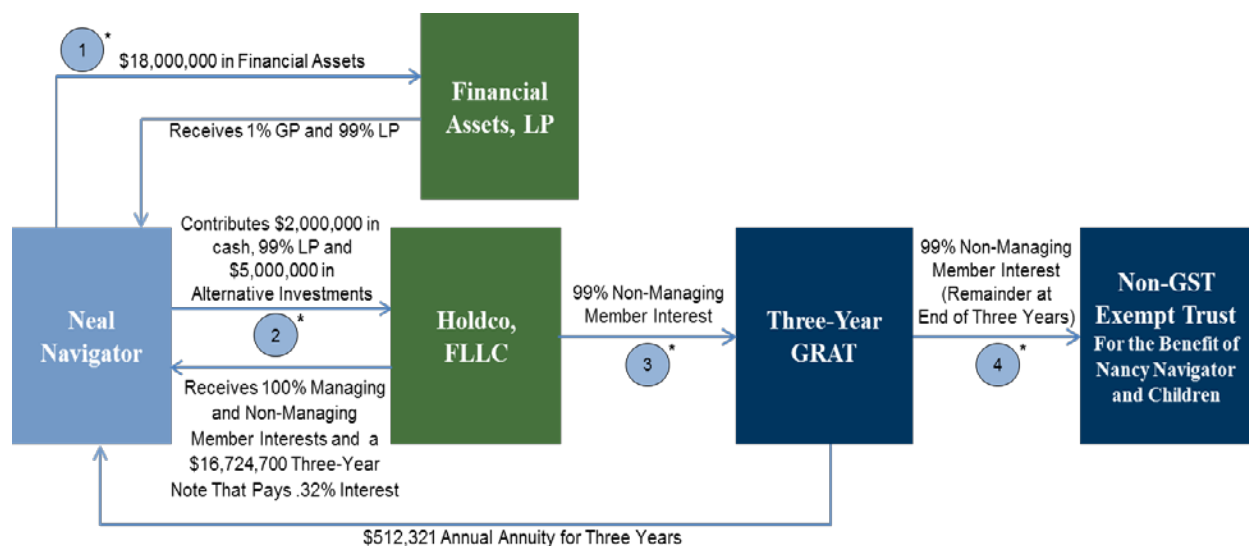 1 *
$18,000,000 in Financial Assets
Financial
Assets, LP
Receives 1% GP and 99% LP
Neal
Navigator
Contributes $2,000,000 in
cash, 99% LP and
$5,000,000 in
Alternative Investments
2 *
Receives 100% Managing
and Non-Managing
Member Interests and a
$16,724,700 Three-Year
Note That Pays .32% Interest
Holdco,
FLLC
99% Non-Managing
Member Interest
3 *
Three-Year
GRAT
99% Non-Managing
Member Interest
(Remainder at
End of Three Years)
4 *
Non-GST
Exempt Trust
For the Benefit of
Nancy Navigator
and Children
$512,321 Annual Annuity for Three Years